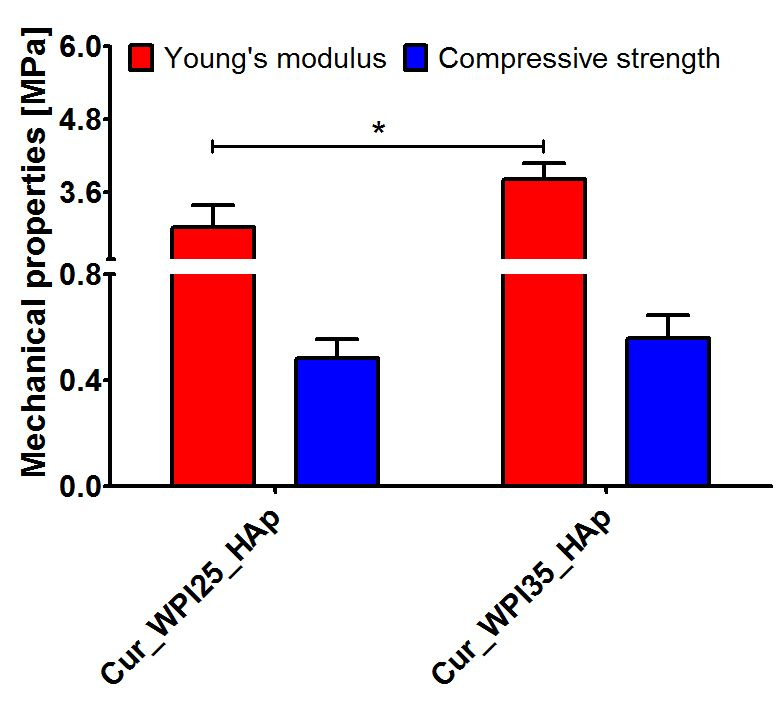 Mechanical properties [MPa]
6.0
4.8
3.6
0.8
0.4
0.0
Young's modulus
Compressive strength
*
Cur_WPI25_HAp
Cur_WPI35_HAp